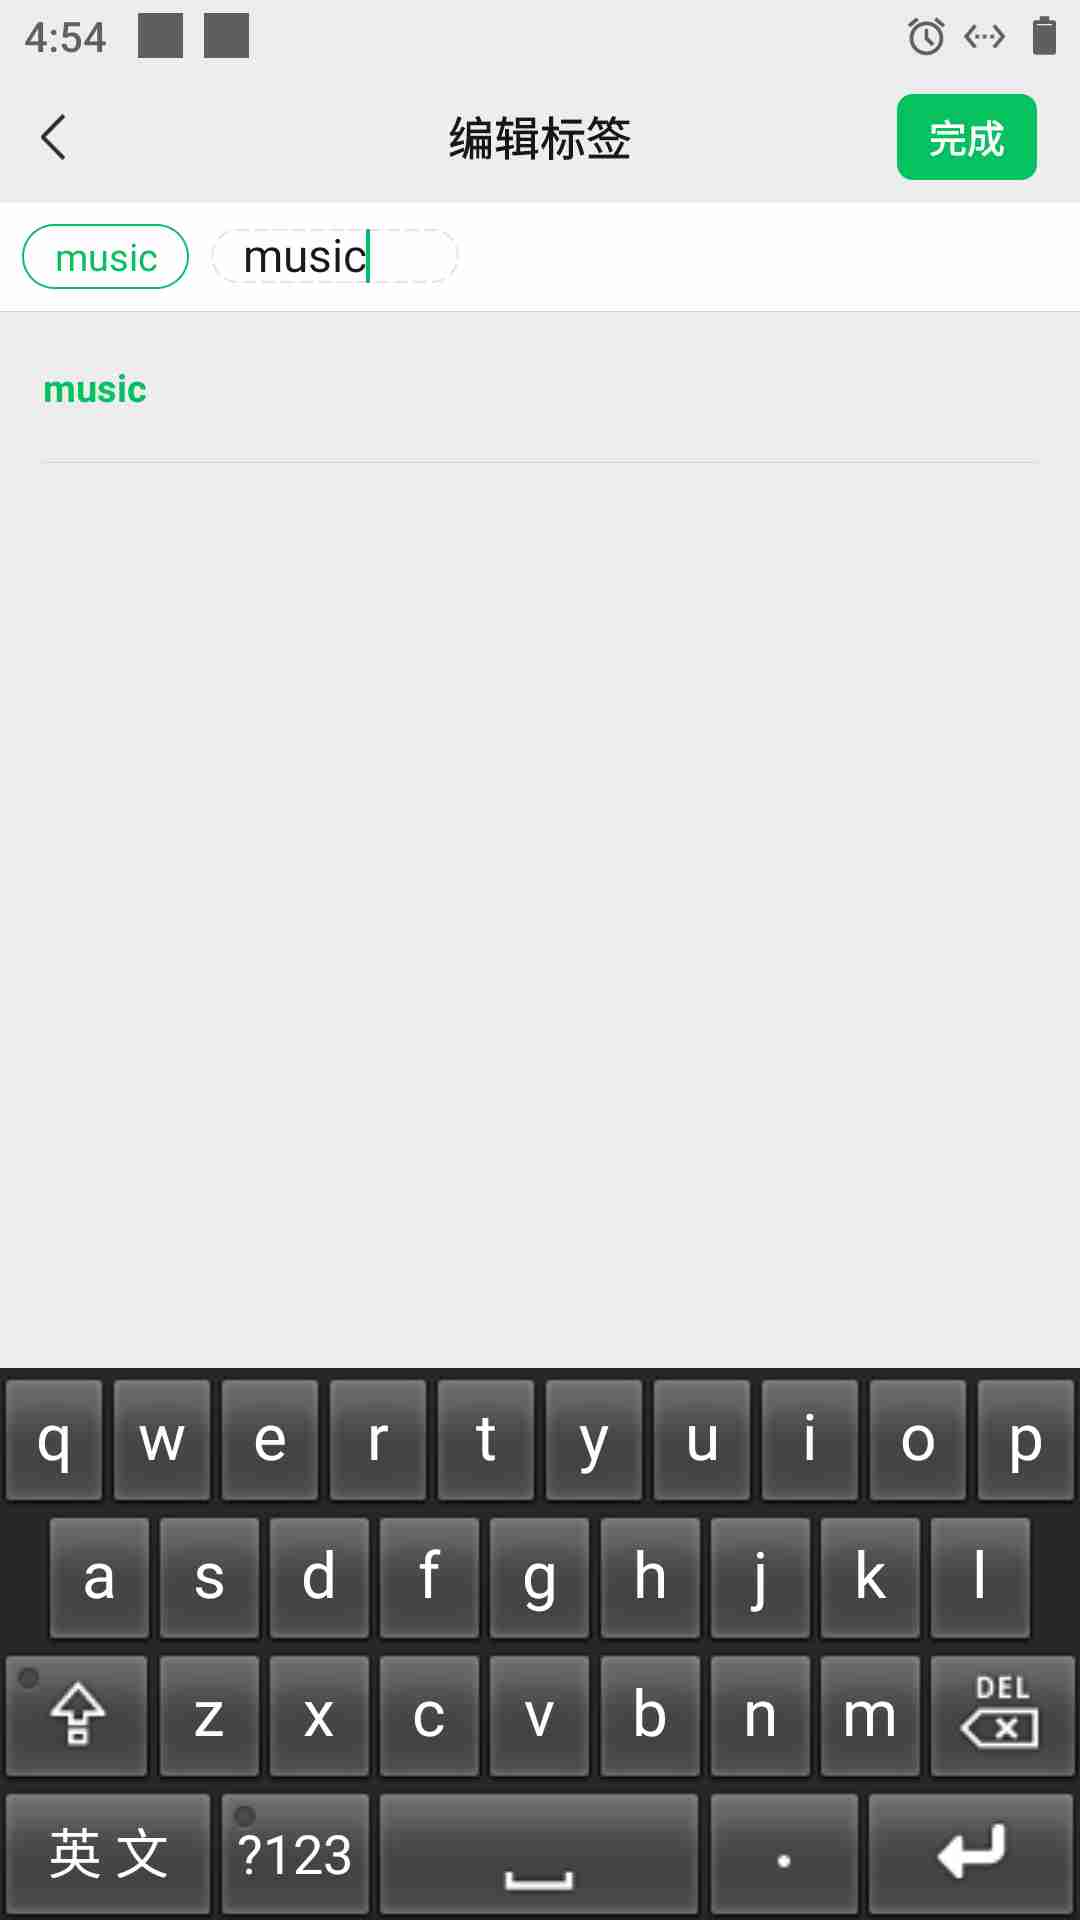 4:54
编辑标签
完成
music music
music
q w e r t y u i o p
a s d f g h j k l
z x c v b n m DEL
英文 ?123 .